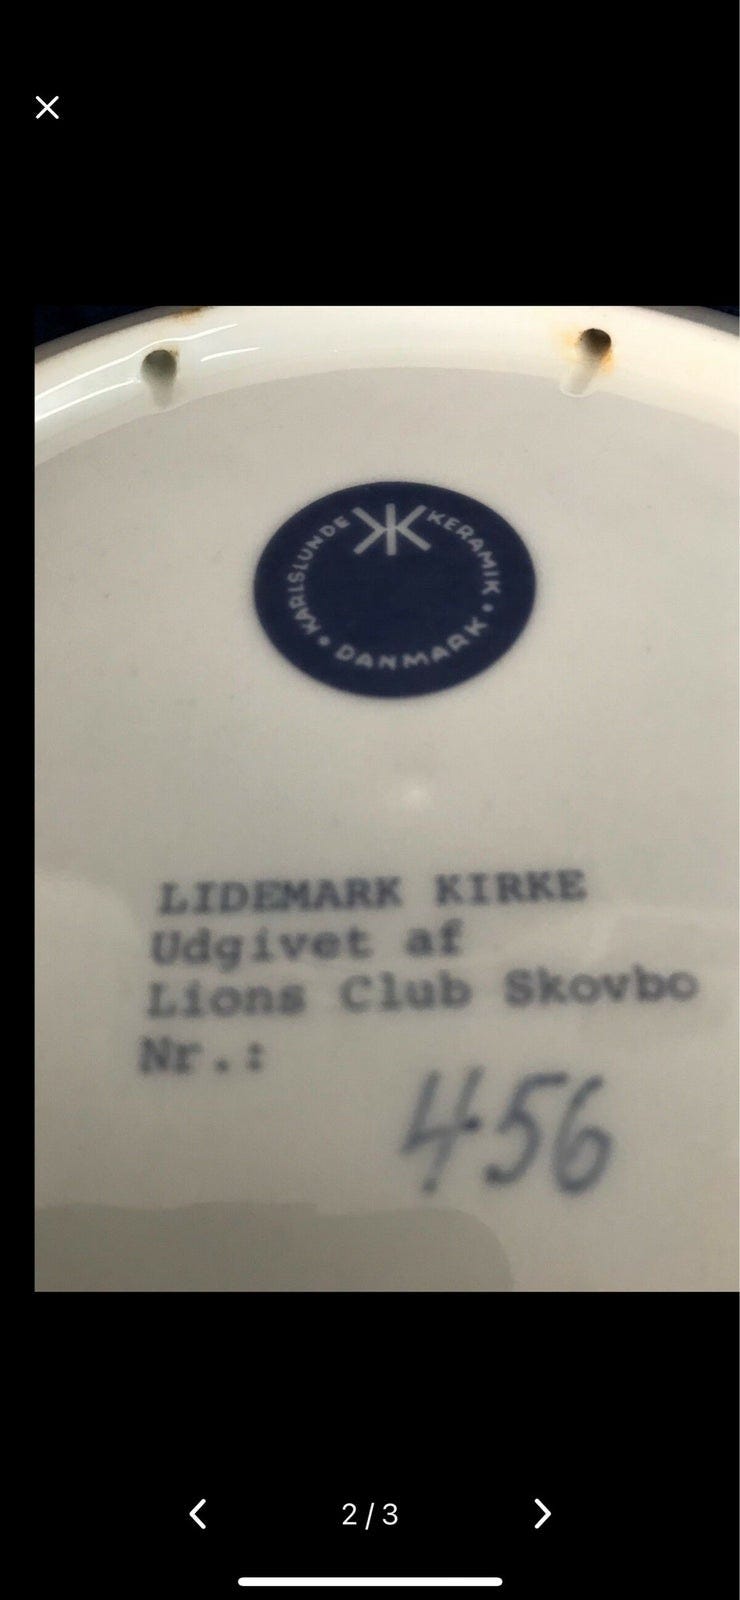 KARLSLUNDE KERAMIK
• DANMARK •
LIDEMARK KIRKE
Udgivet af
Lions Club Skovbo
Nr.:
456
2/3